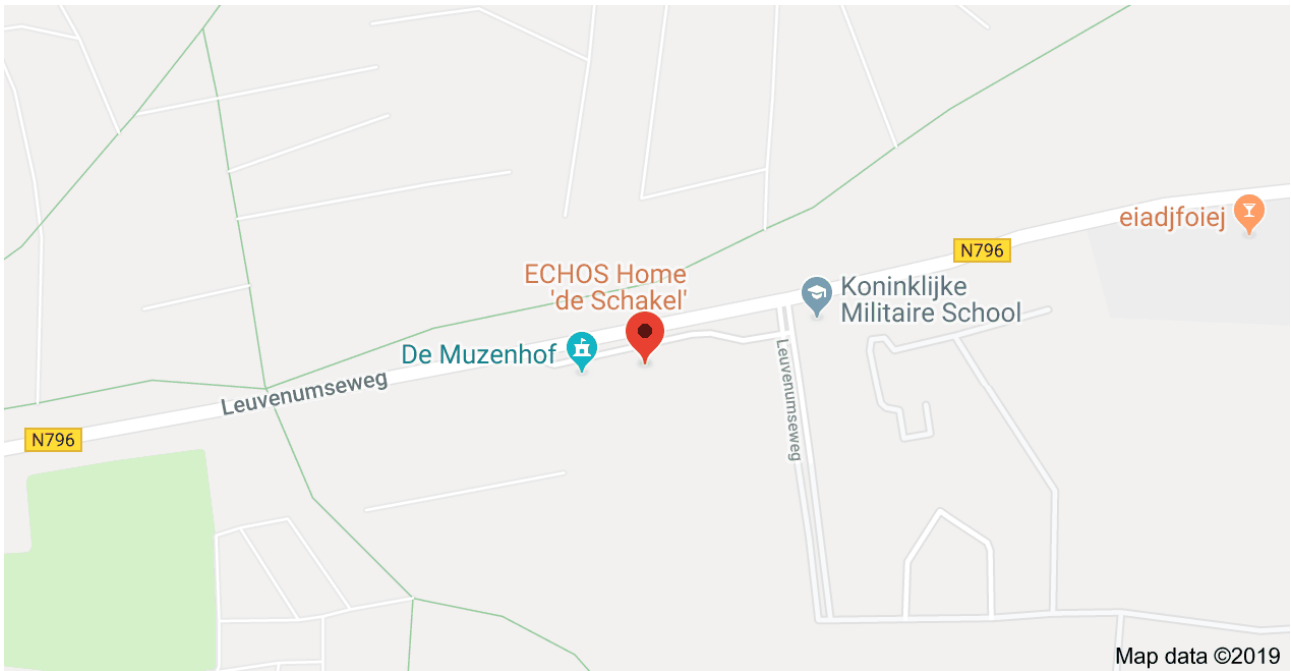 eiadjfoiej
N796
ECHOS Home
'de Schakel'
Koninklijke
Militaire School
De Muzenhof
Leuvenumseweg
Leuvenumseweg
N796
Map data ©2019